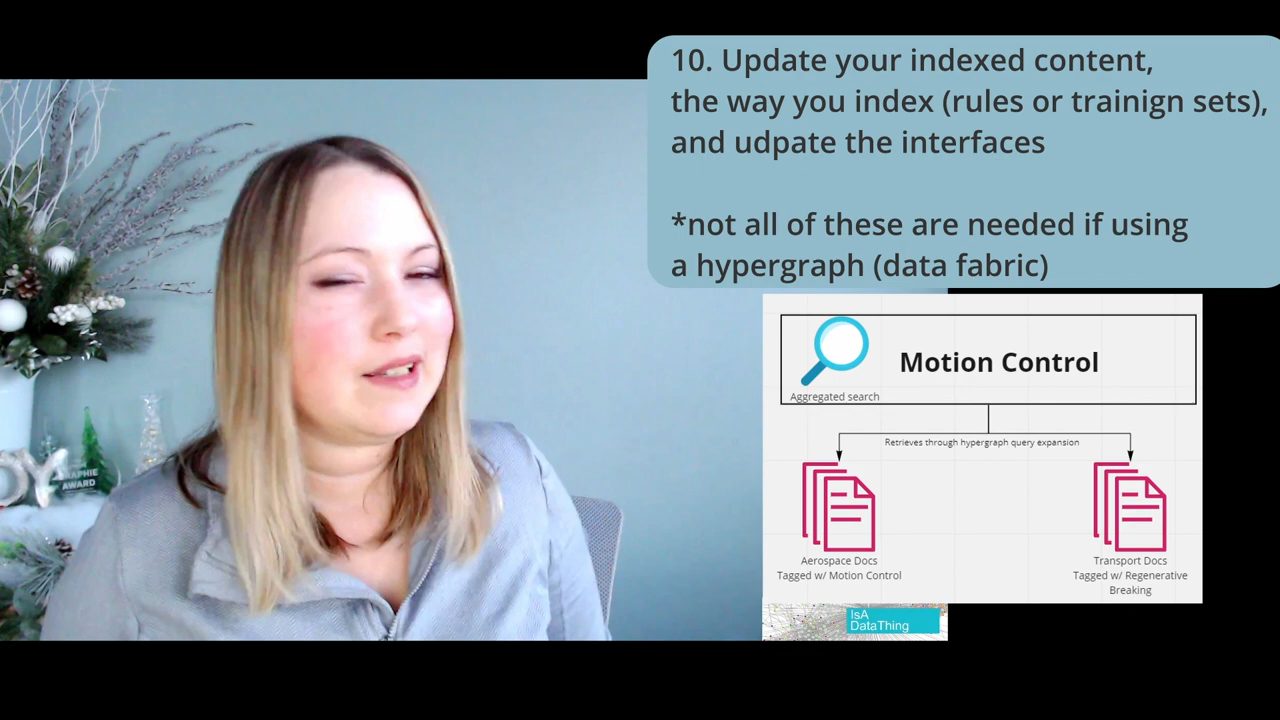 10. Update your indexed content,
the way you index (rules or trainign sets),
and udpate the interfaces
*not all of these are needed if using
a hypergraph (data fabric)
Motion Control
Aggregated search
Retrieves through hypergraph query expansion
Aerospace Docs
Tagged w/ Motion Control
Transport Docs
Tagged w/ Regenerative
Breaking
IsA
DataThing
OY
AWARD